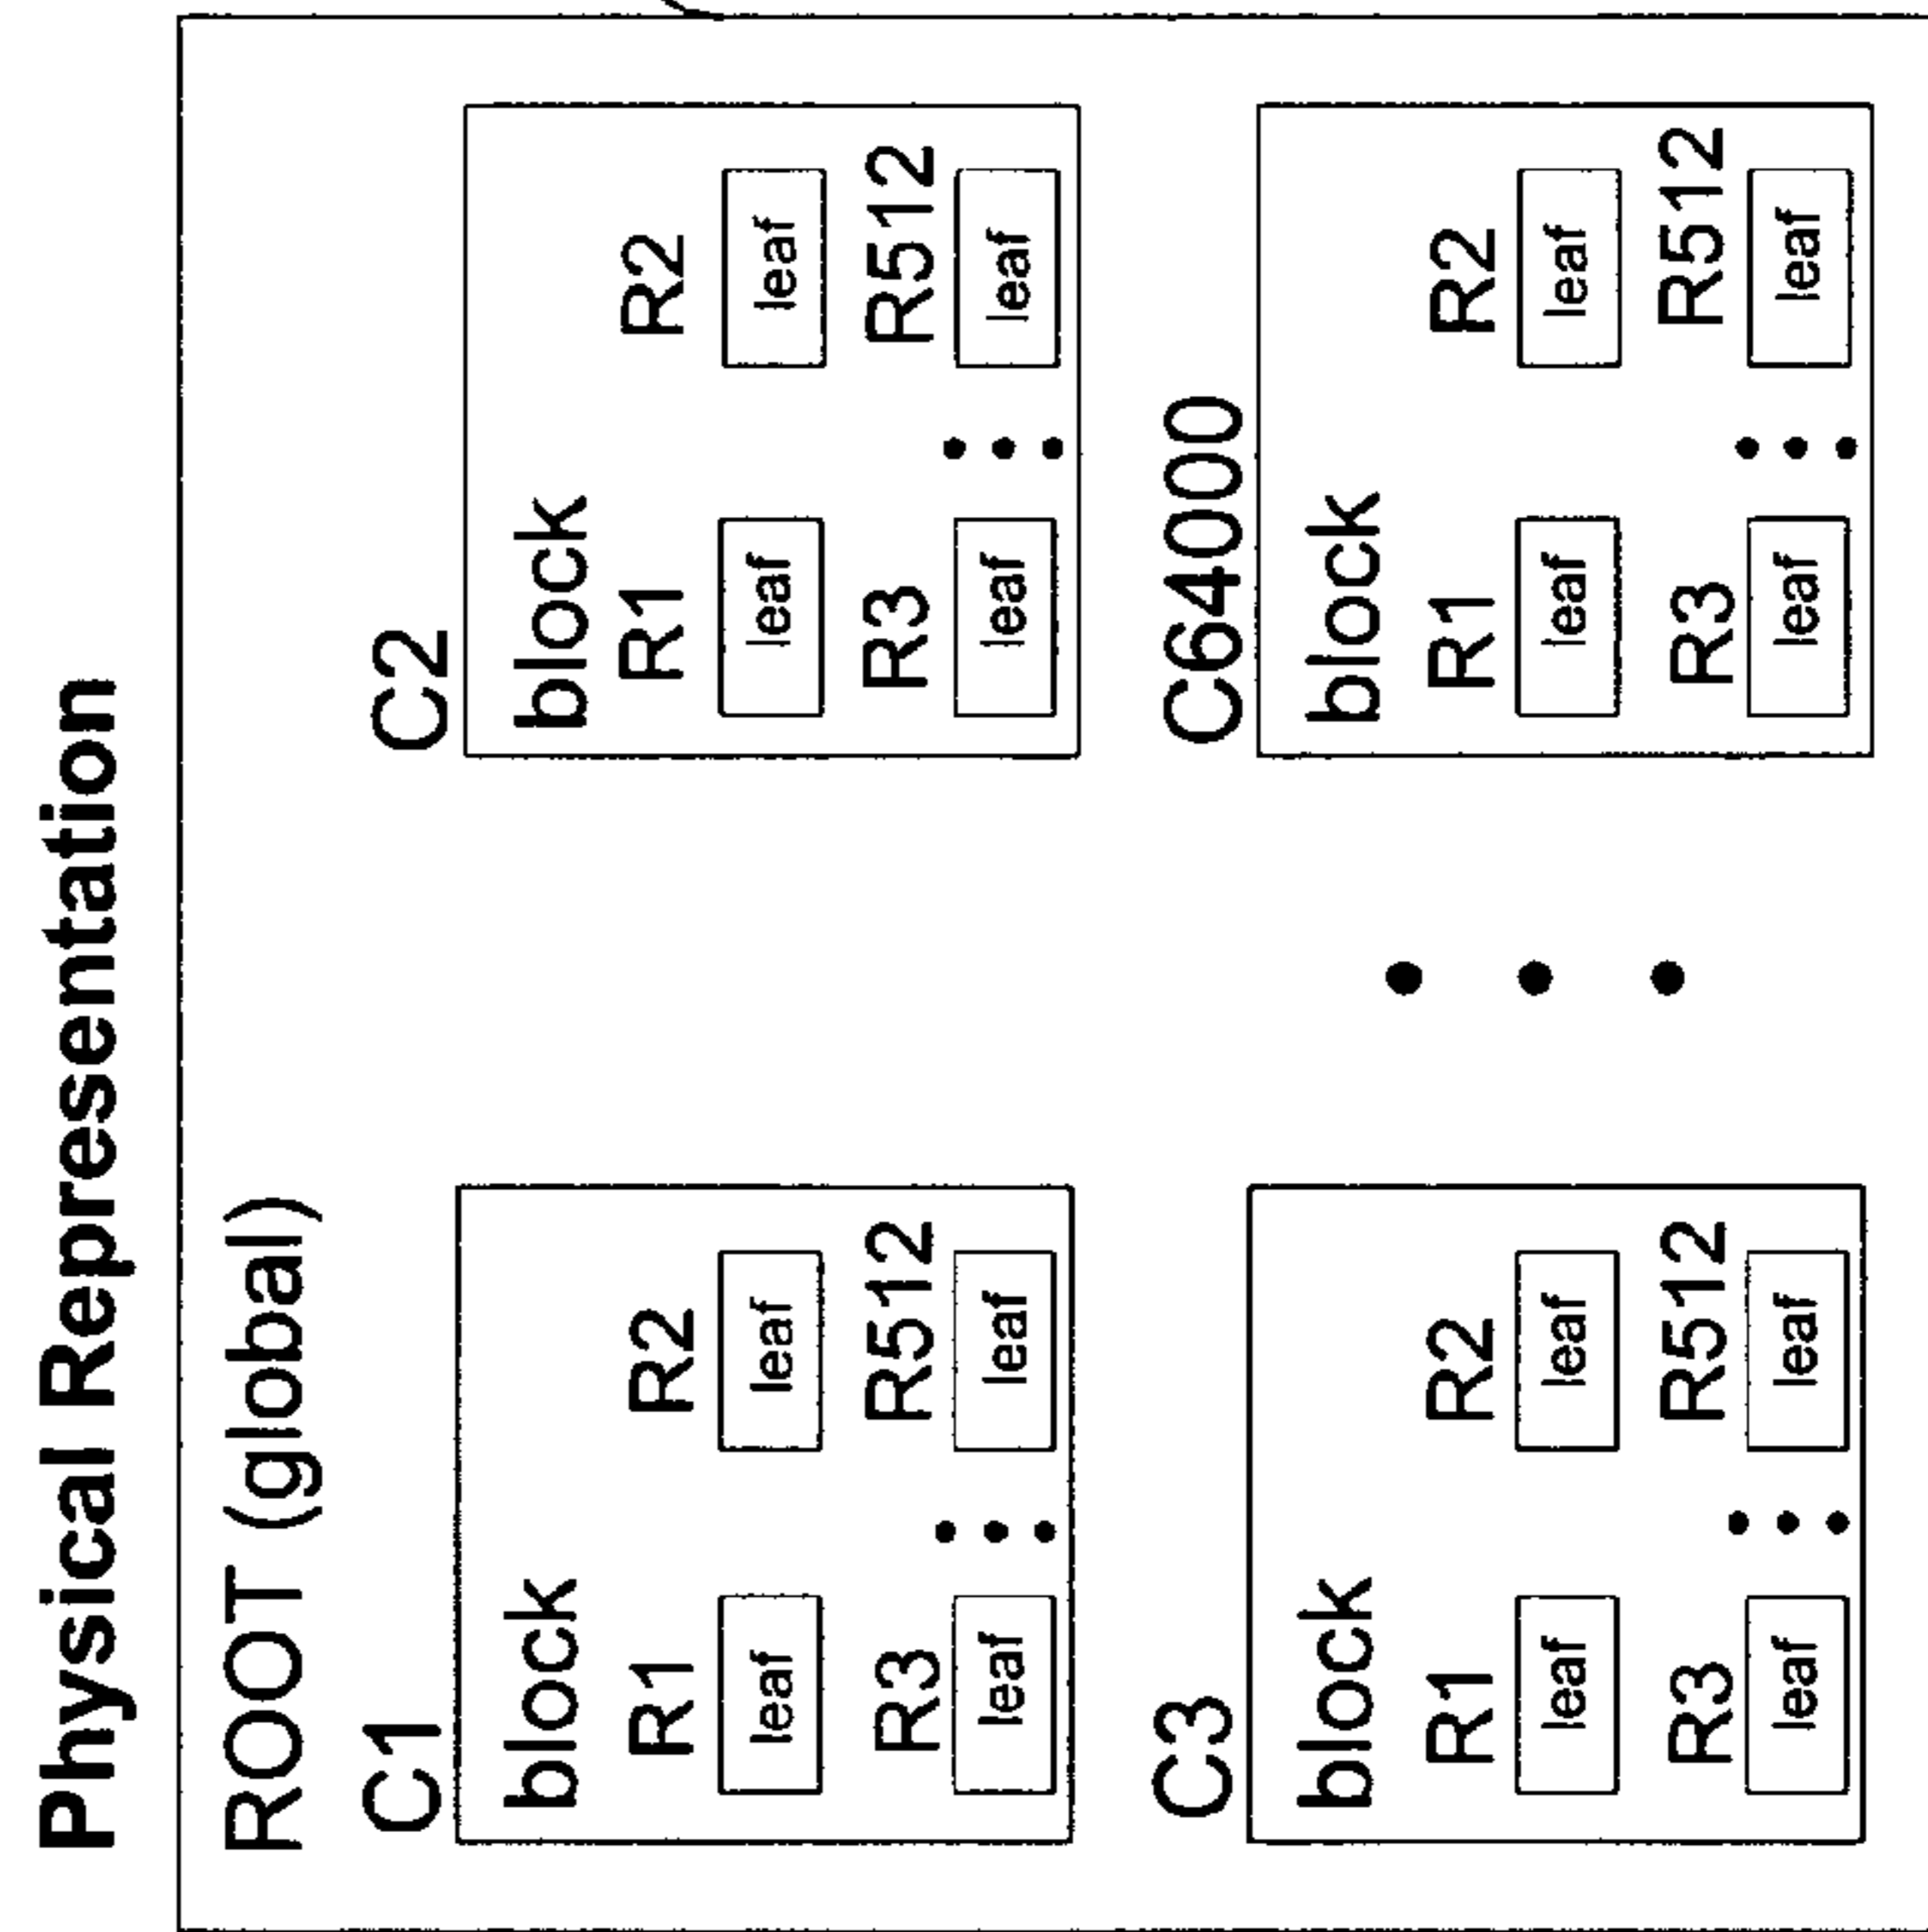 Physical Representation
ROOT (global)
C1
block
R1 R2
leaf leaf
R3 R512
leaf leaf
C2
block
R1 R2
leaf leaf
R3 R512
leaf leaf
C3
block
R1 R2
leaf leaf
R3 R512
leaf leaf
C64000
block
R1 R2
leaf leaf
R3 R512
leaf leaf